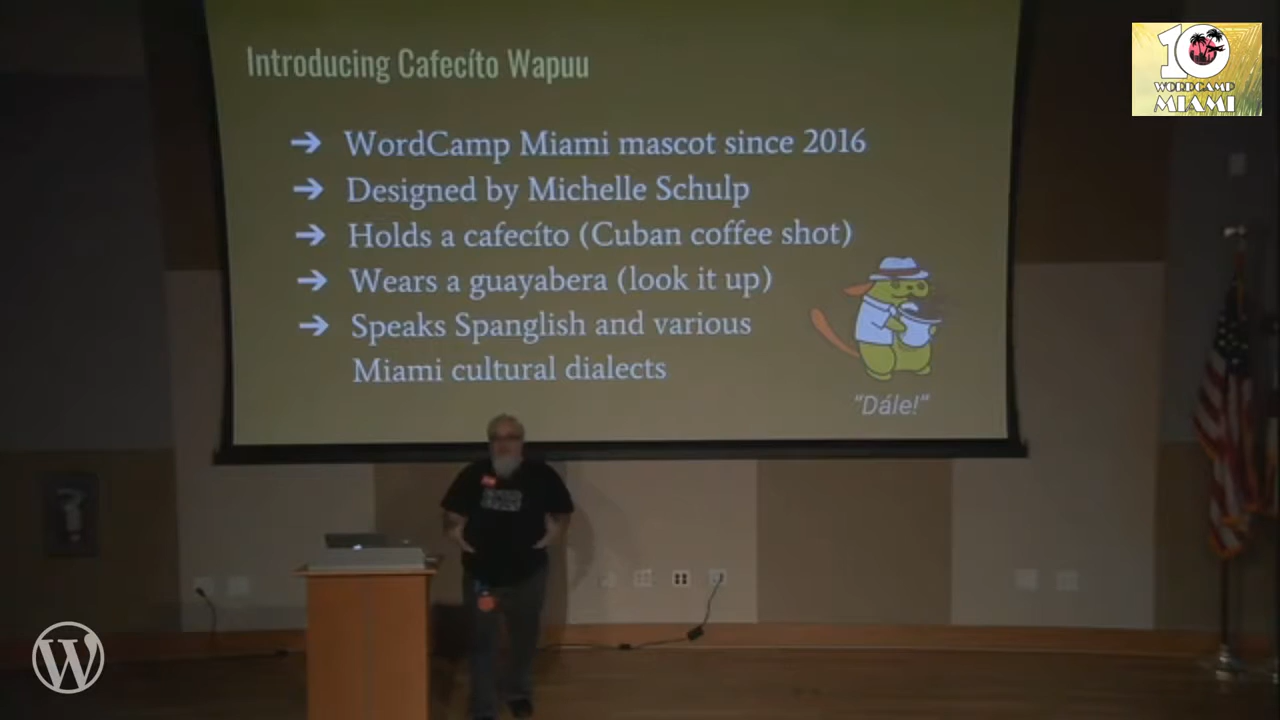 Introducing Cafecíto Wapuu
➔ WordCamp Miami mascot since 2016
➔ Designed by Michelle Schulp
➔ Holds a cafecíto (Cuban coffee shot)
➔ Wears a guayabera (look it up)
➔ Speaks Spanglish and various
Miami cultural dialects
"Dále!"
10
WORDCAMP
MIAMI
W